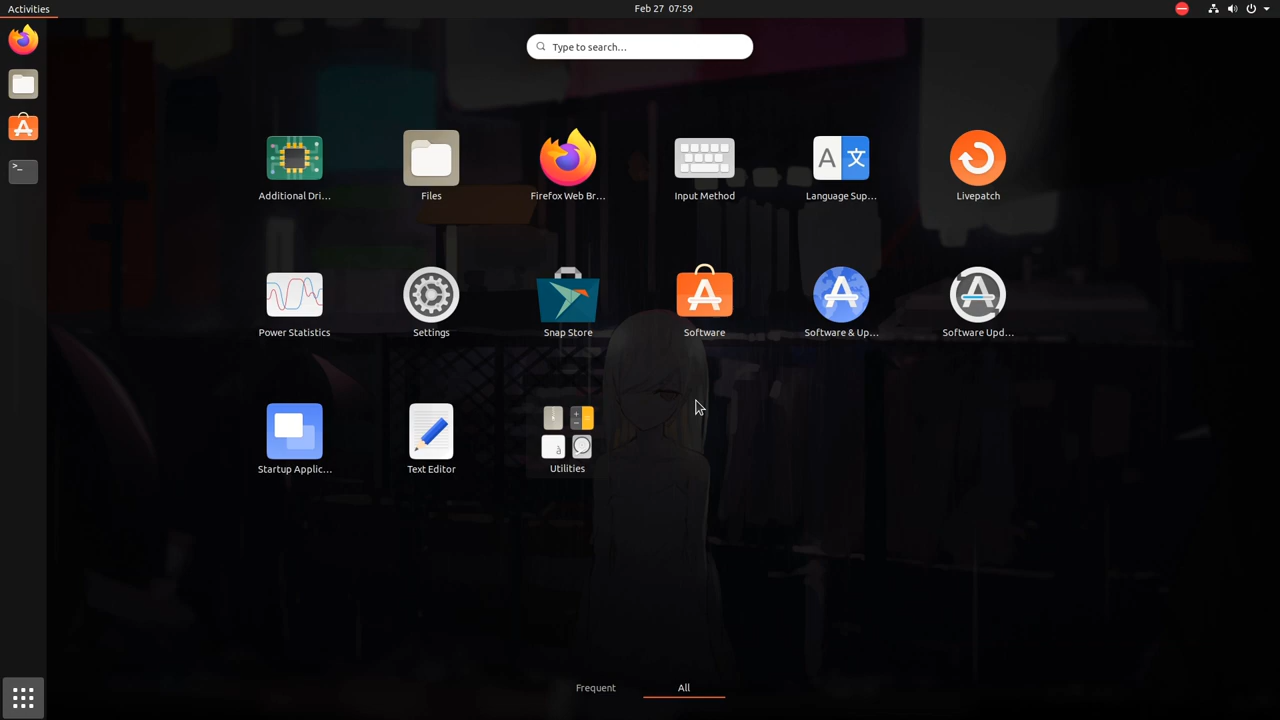 Activities
Feb 27 07:59
Type to search...
Additional Dri...
Files
Firefox Web Br...
Input Method
Language Sup...
Livepatch
Power Statistics
Settings
Snap Store
Software
Software & Up...
Software Upd...
Startup Applic...
Text Editor
Utilities
Frequent
All